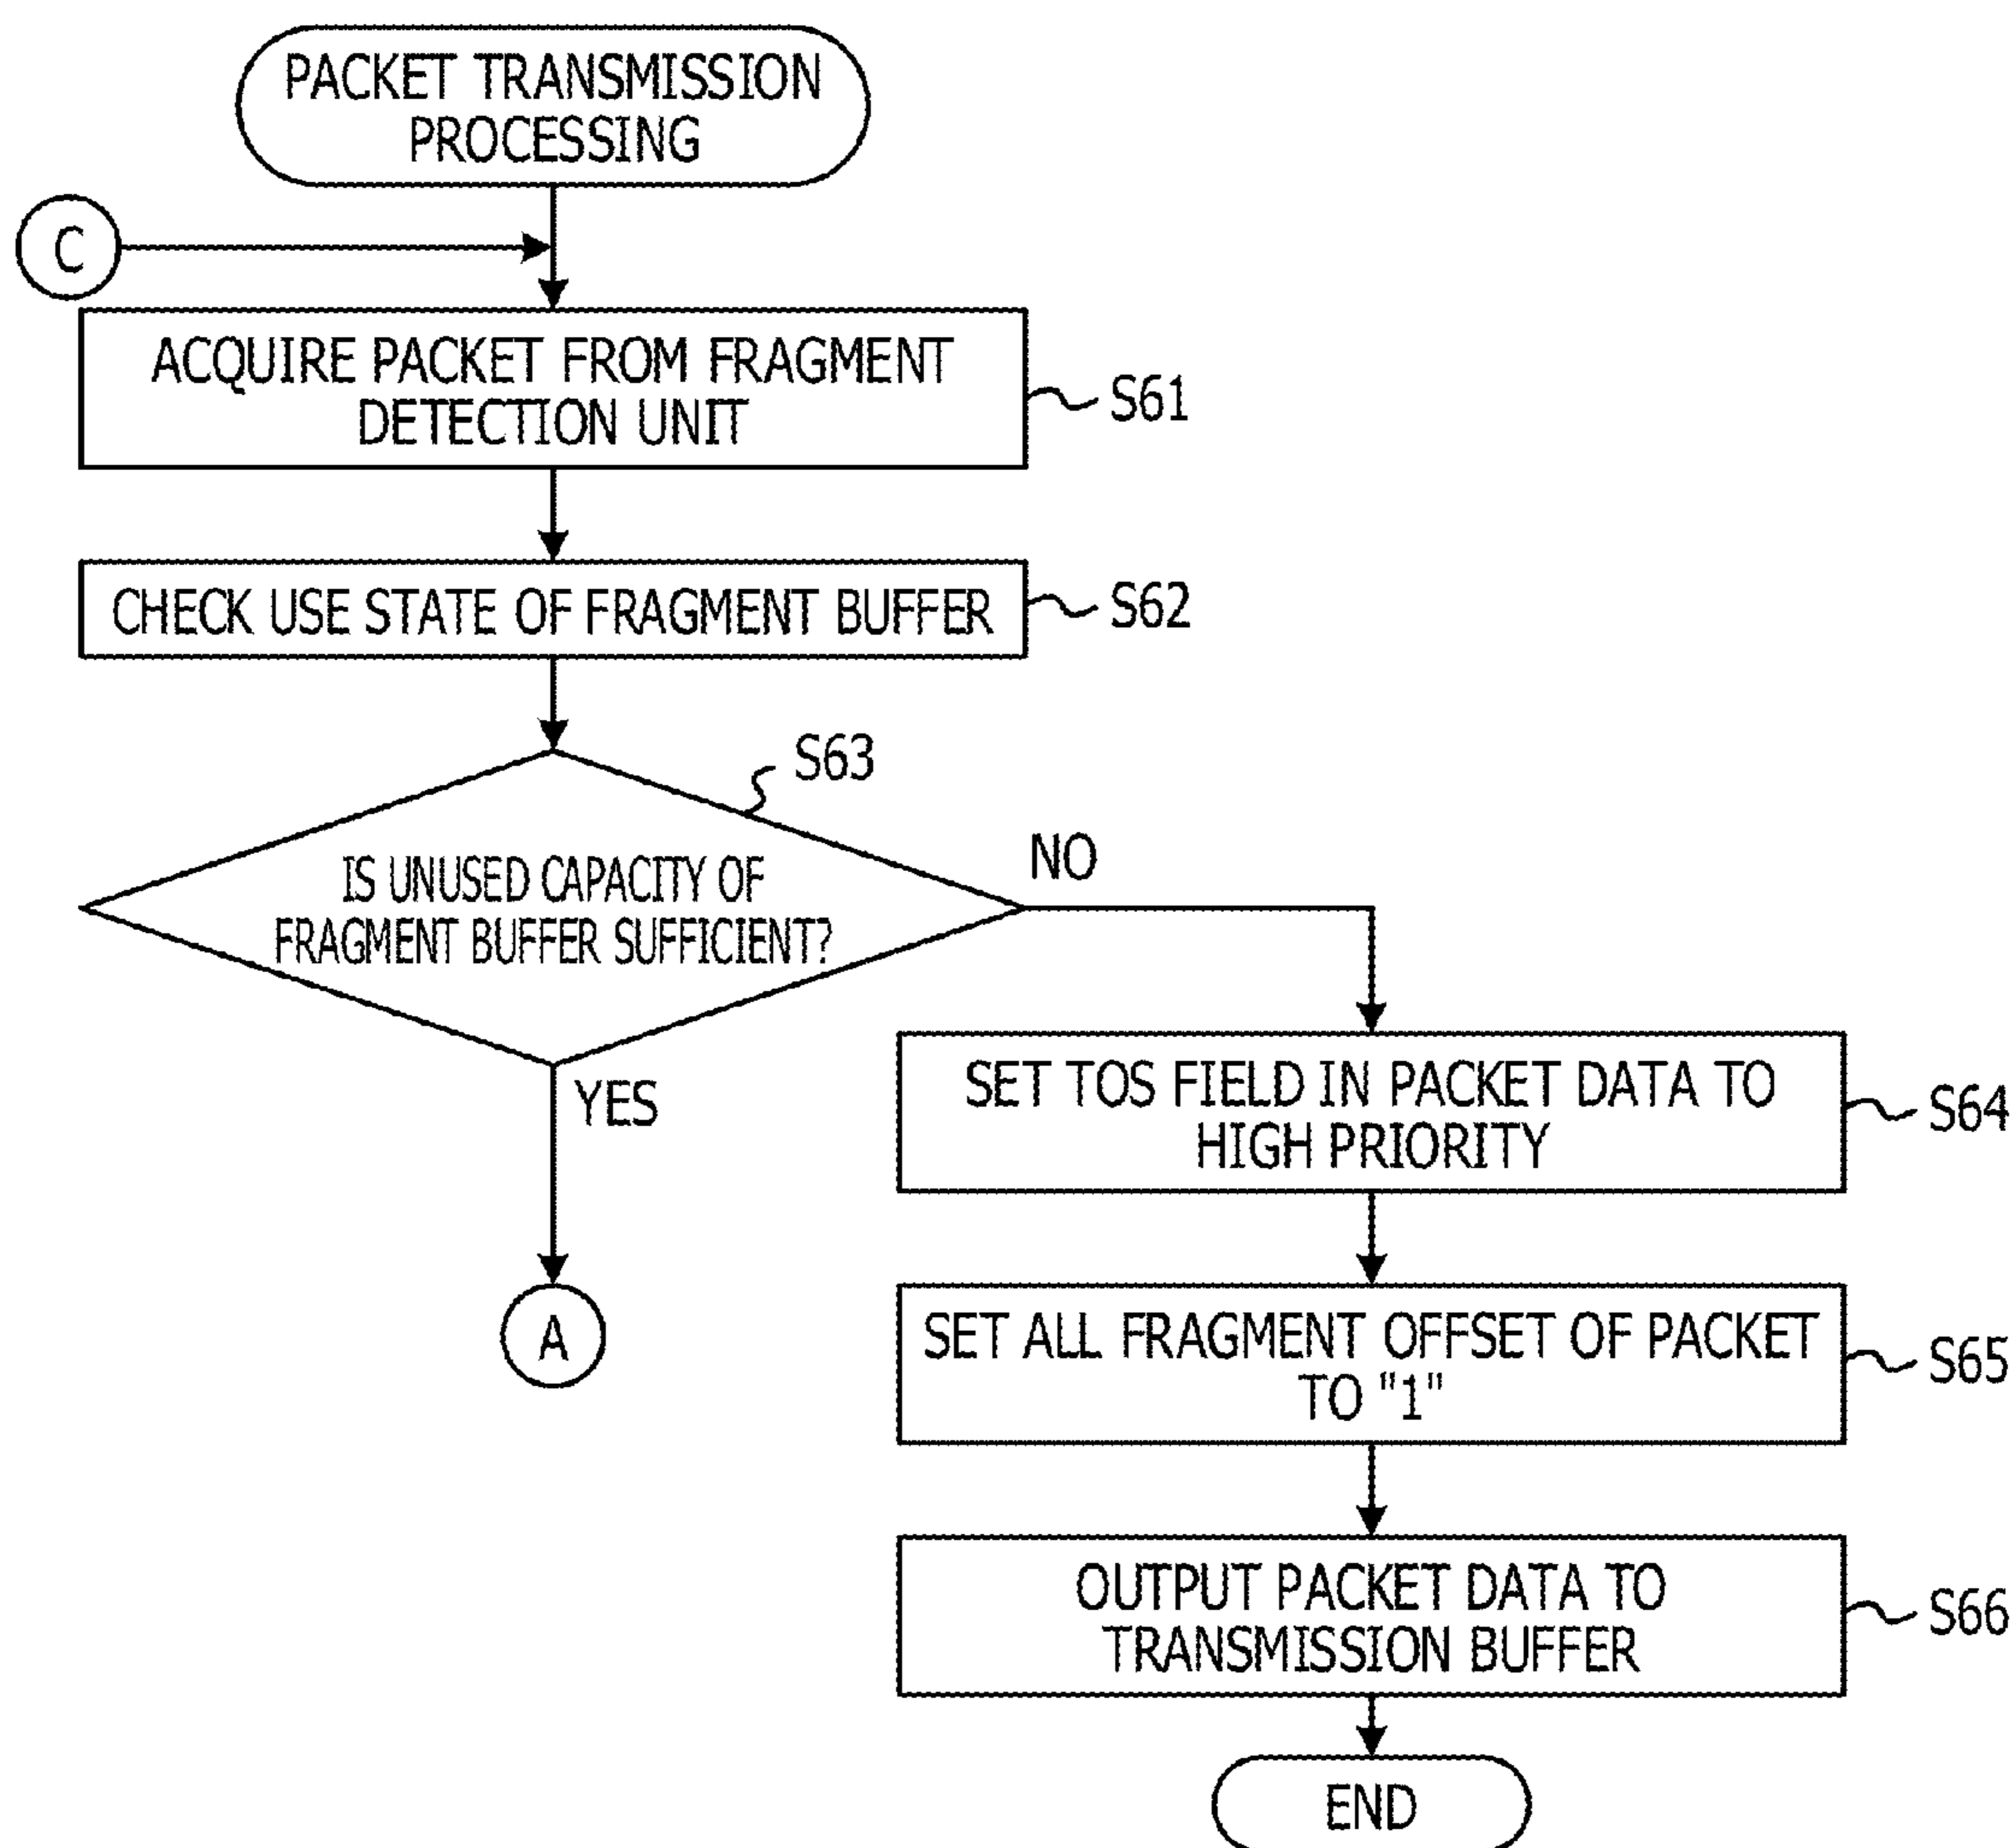 PACKET TRANSMISSION
PROCESSING
C
ACQUIRE PACKET FROM FRAGMENT
DETECTION UNIT
S61
CHECK USE STATE OF FRAGMENT BUFFER
S62
S63
IS UNUSED CAPACITY OF
FRAGMENT BUFFER SUFFICIENT?
NO
YES
A
SET TOS FIELD IN PACKET DATA TO
HIGH PRIORITY
S64
SET ALL FRAGMENT OFFSET OF PACKET
TO "1"
S65
OUTPUT PACKET DATA TO
TRANSMISSION BUFFER
S66
END